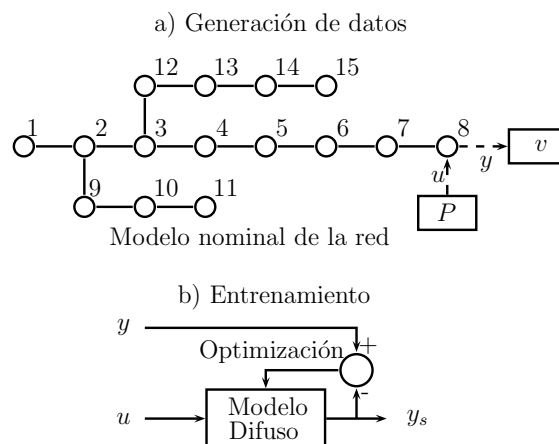 a) Generación de datos
12 13 14 15
1 2 3 4 5 6 7 8
y v
u
9 10 11
P
Modelo nominal de la red
b) Entrenamiento
y
+
Optimización
-
u Modelo Difuso y_s